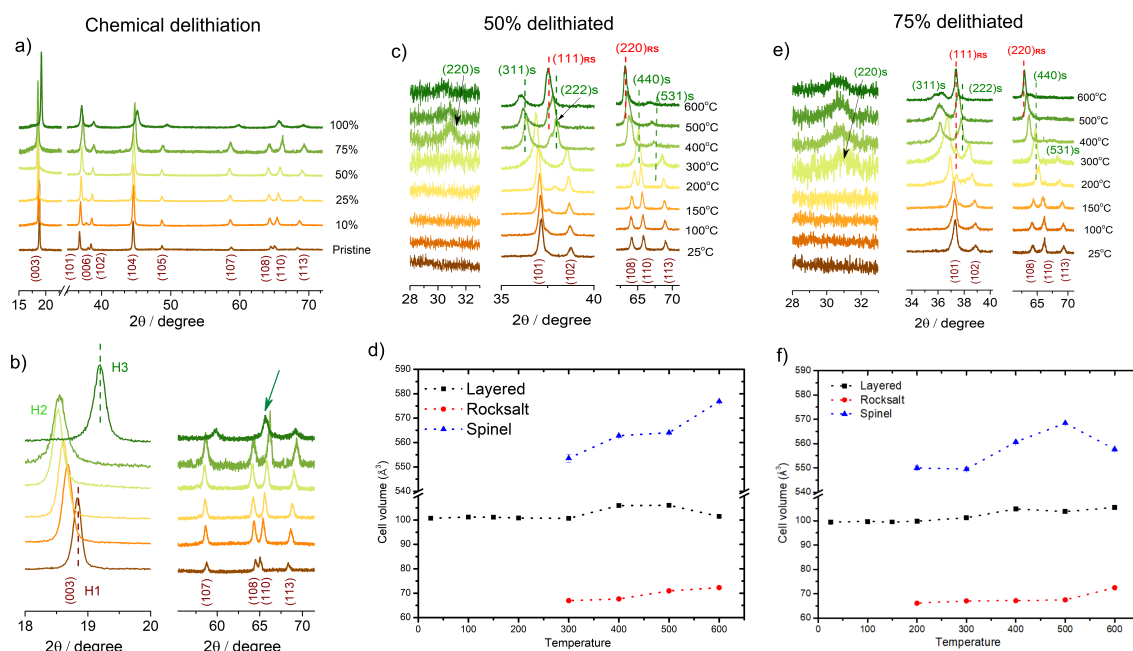 Chemical delithiation
50% delithiated
75% delithiated
a)
100%
75%
50%
25%
10%
Pristine
(003)
(101)
(006)
(102)
(104)
(105)
(107)
(108)
(110)
(113)
15 20 40 50 60 70
2θ / degree
b)
H3
H2
H1
(003)
(107)
(108)
(110)
(113)
18 19 20 60 65 70
2θ / degree 2θ / degree
c)
(220)s
(311)s
(111)RS
(222)s
(220)RS
(440)s
(531)s
600°C
500°C
400°C
300°C
200°C
150°C
100°C
25°C
(101)
(102)
(108)
(110)
(113)
28 30 32 35 40 65 70
2θ / degree
d)
590
580
570
560
550
540
100
90
80
70
60
Cell volume (Å³)
Layered
Rocksalt
Spinel
0 100 200 300 400 500 600
Temperature
e)
(220)s
(311)s
(111)RS
(222)s
(220)RS
(440)s
(531)s
600°C
500°C
400°C
300°C
200°C
150°C
100°C
25°C
(101)
(102)
(108)
(110)
(113)
28 30 32 34 36 38 40 65 70
2θ / degree
f)
590
580
570
560
550
540
100
90
80
70
60
Cell volume (Å³)
Layered
Rocksalt
Spinel
0 100 200 300 400 500 600
Temperature